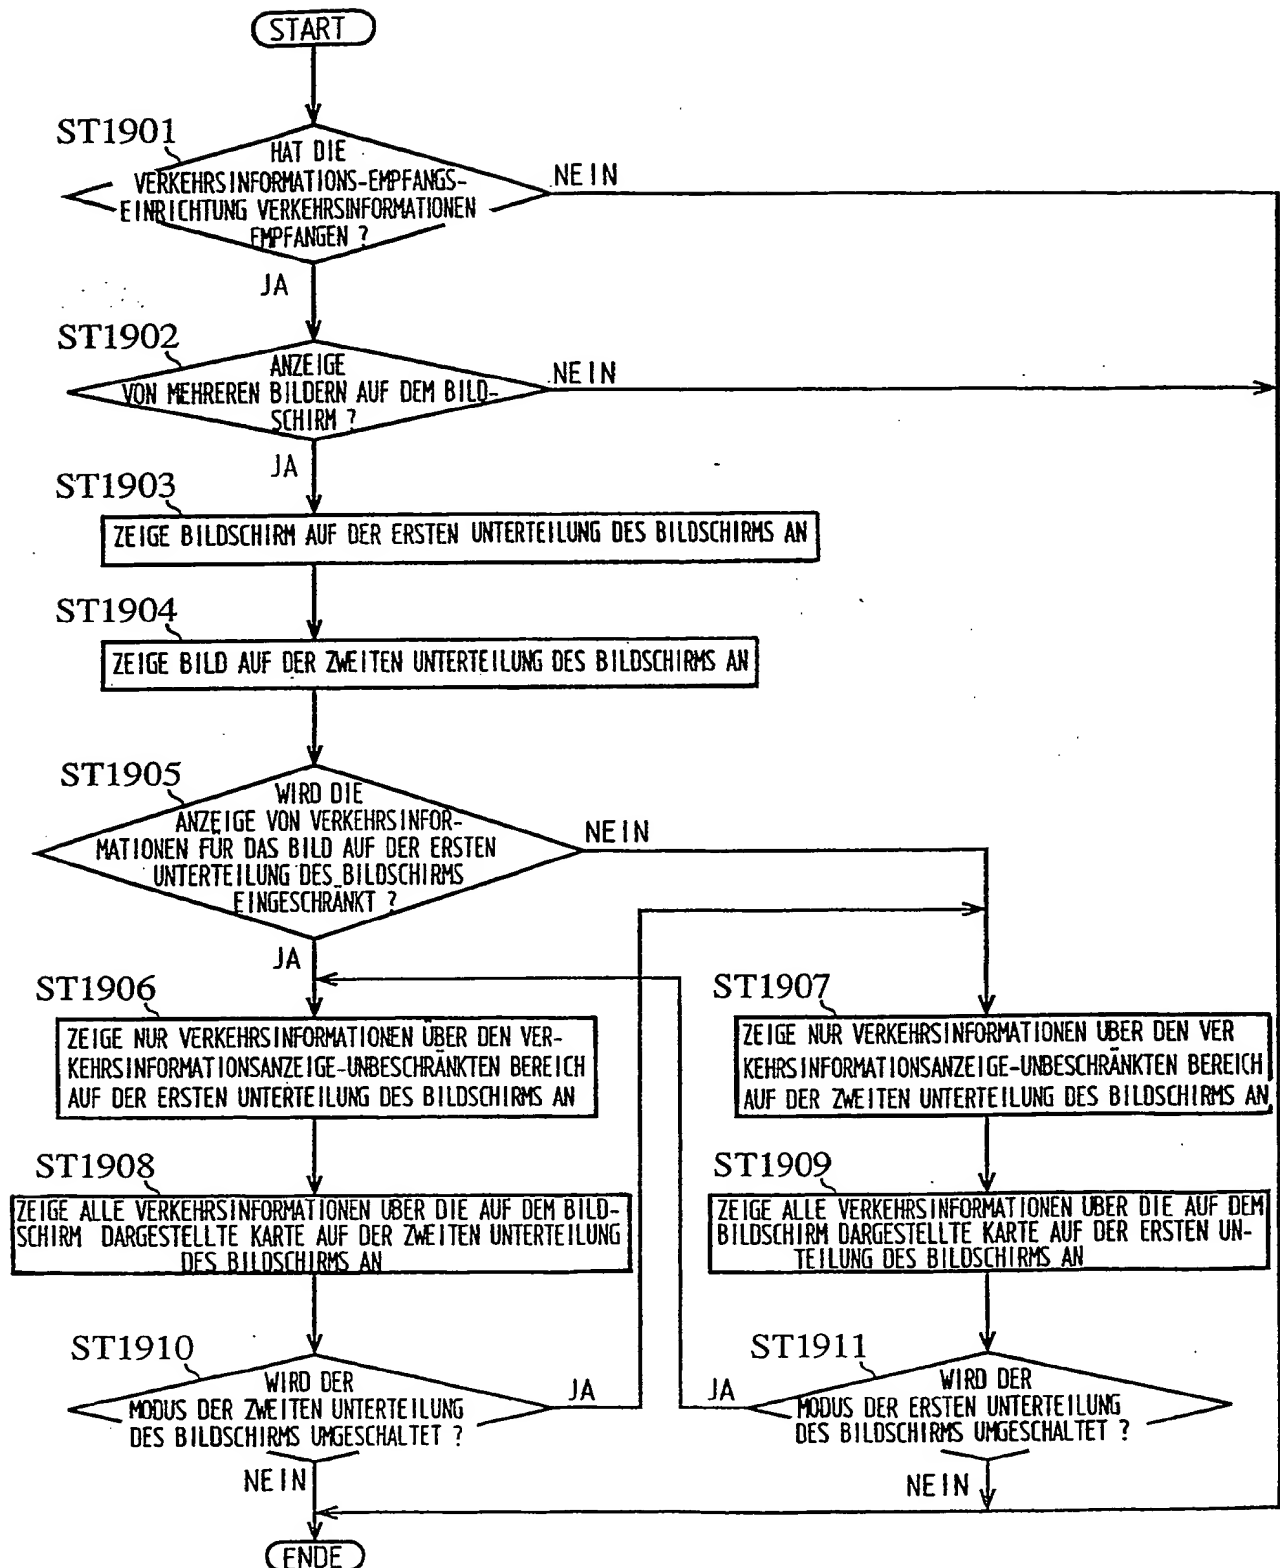 START
ST1901
HAT DIE
VERKEHRSINFORMATIONS-EMPFANGS-
EINRICHTUNG VERKEHRSINFORMATIONEN
EMPFANGEN ?
NEIN
JA
ST1902
ANZEIGE
VON MEHREREN BILDERN AUF DEM BILD-
SCHIRM ?
NEIN
JA
ST1903
ZEIGE BILDSCHIRM AUF DER ERSTEN UNTERTEILUNG DES BILDSCHIRMS AN
ST1904
ZEIGE BILD AUF DER ZWEITEN UNTERTEILUNG DES BILDSCHIRMS AN
ST1905
WIRD DIE
ANZEIGE VON VERKEHRSINFOR-
MATIONEN FÜR DAS BILD AUF DER ERSTEN
UNTERTEILUNG DES BILDSCHIRMS
EINGESCHRÄNKT ?
NEIN
JA
ST1906
ZEIGE NUR VERKEHRSINFORMATIONEN ÜBER DEN VER-
KEHRSINFORMATIONSANZEIGE-UNBESCHRÄNKTEN BEREICH
AUF DER ERSTEN UNTERTEILUNG DES BILDSCHIRMS AN
ST1907
ZEIGE NUR VERKEHRSINFORMATIONEN UBER DEN VER
KEHRSINFORMATIONSANZEIGE-UNBESCHRÄNKTEN BEREICH
AUF DER ZWEITEN UNTERTEILUNG DES BILDSCHIRMS AN
ST1908
ZEIGE ALLE VERKEHRSINFORMATIONEN UBER DIE AUF DEM BILD-
SCHIRM DARGESTELLTE KARTE AUF DER ZWEITEN UNTERTEILUNG
DES BILDSCHIRMS AN
ST1909
ZEIGE ALLE VERKEHRSINFORMATIONEN UBER DIE AUF DEM
BILDSCHIRM DARGESTELLTE KARTE AUF DER ERSTEN UN-
TEILUNG DES BILDSCHIRMS AN
ST1910
WIRD DER
MODUS DER ZWEITEN UNTERTEILUNG
DES BILDSCHIRMS UMGESCHALTET ?
JA
NEIN
ST1911
WIRD DER
MODUS DER ERSTEN UNTERTEILUNG
DES BILDSCHIRMS UMGESCHALTET ?
JA
NEIN
ENDE